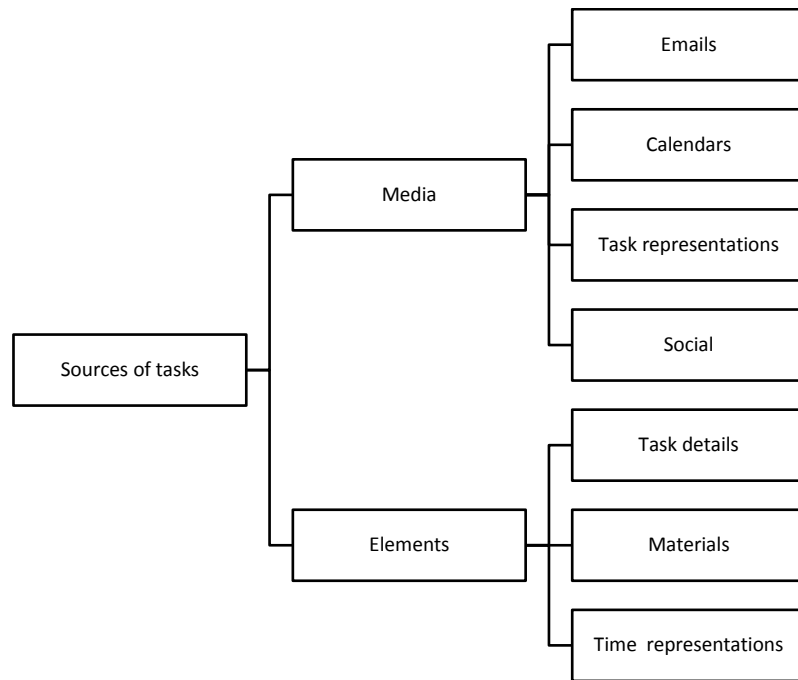 Emails
Calendars
Media
Task representations
Social
Sources of tasks
Task details
Elements
Materials
Time  representations